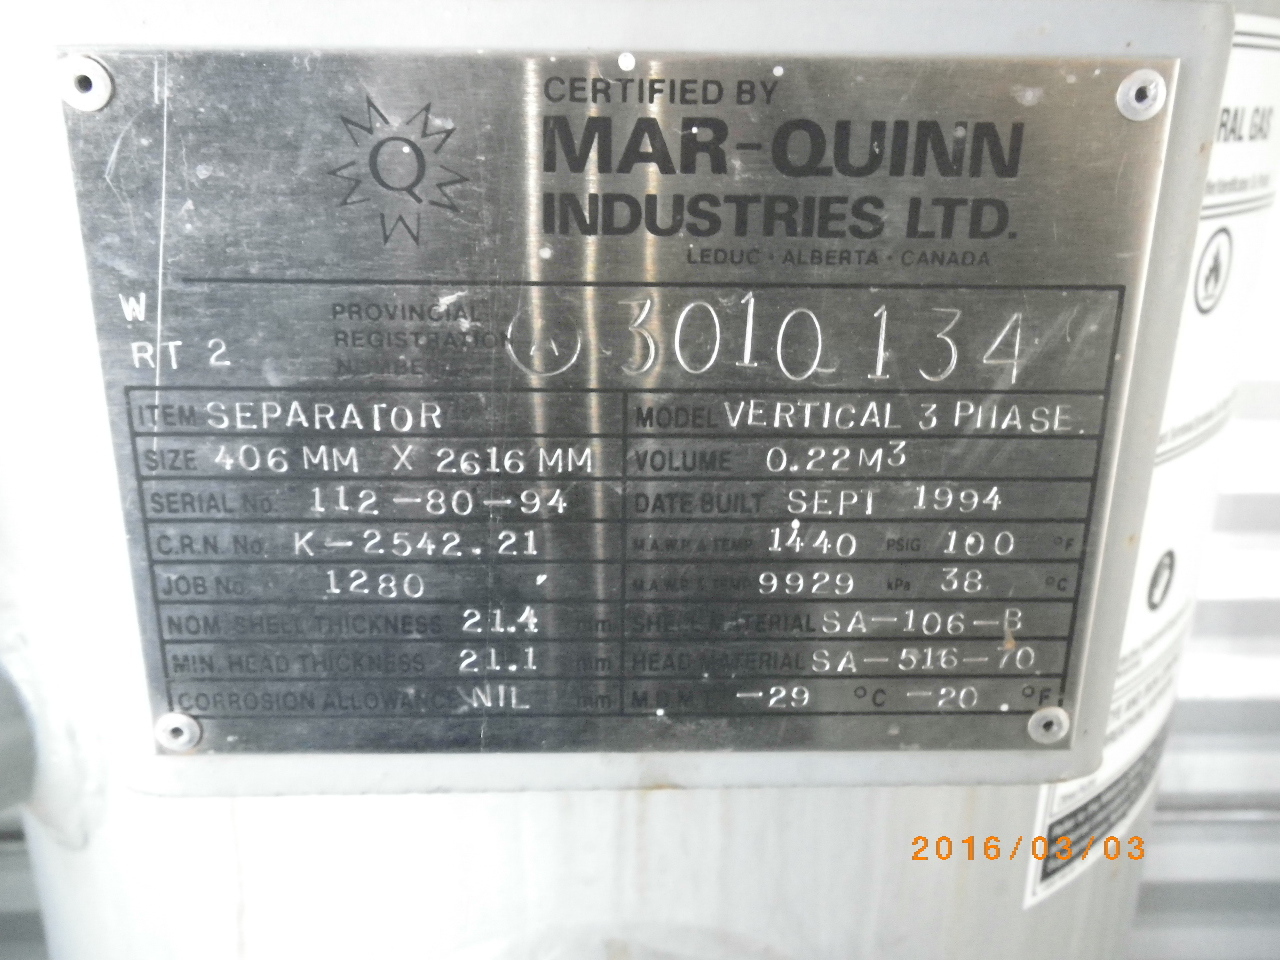 CERTIFIED BY
MAR-QUINN
INDUSTRIES LTD.
LEDUC · ALBERTA · CANADA
W
RT 2
PROVINCIAL
REGISTRATION
NUMBER
A 3010134
ITEM SEPARATOR MODEL VERTICAL 3 PHASE.
SIZE 406 MM X 2616 MM VOLUME 0.22M3
SERIAL No. 112-80-94 DATE BUILT SEPT 1994
C.R.N. No. K-2542.21 M.A.W.P. & TEMP. 1440 PSIG 100 °F
JOB No. 1280 M.A.W.P. & TEMP. 9929 kPa 38 °C
NOM. SHELL THICKNESS 21.4 mm SHELL MATERIAL SA-106-B
MIN. HEAD THICKNESS 21.1 mm HEAD MATERIAL SA-516-70
CORROSION ALLOWANCE NIL mm M.D.M.T. -29 °C -20 °F
RAL GAS
2016/03/03